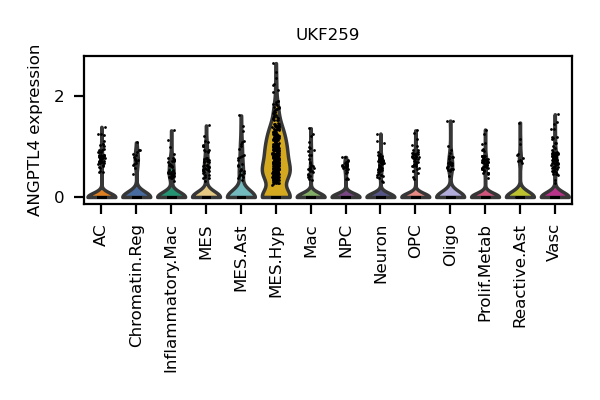 UKF259
ANGPTL4 expression
2
0
AC
Chromatin.Reg
Inflammatory.Mac
MES
MES.Ast
MES.Hyp
Mac
NPC
Neuron
OPC
Oligo
Prolif.Metab
Reactive.Ast
Vasc